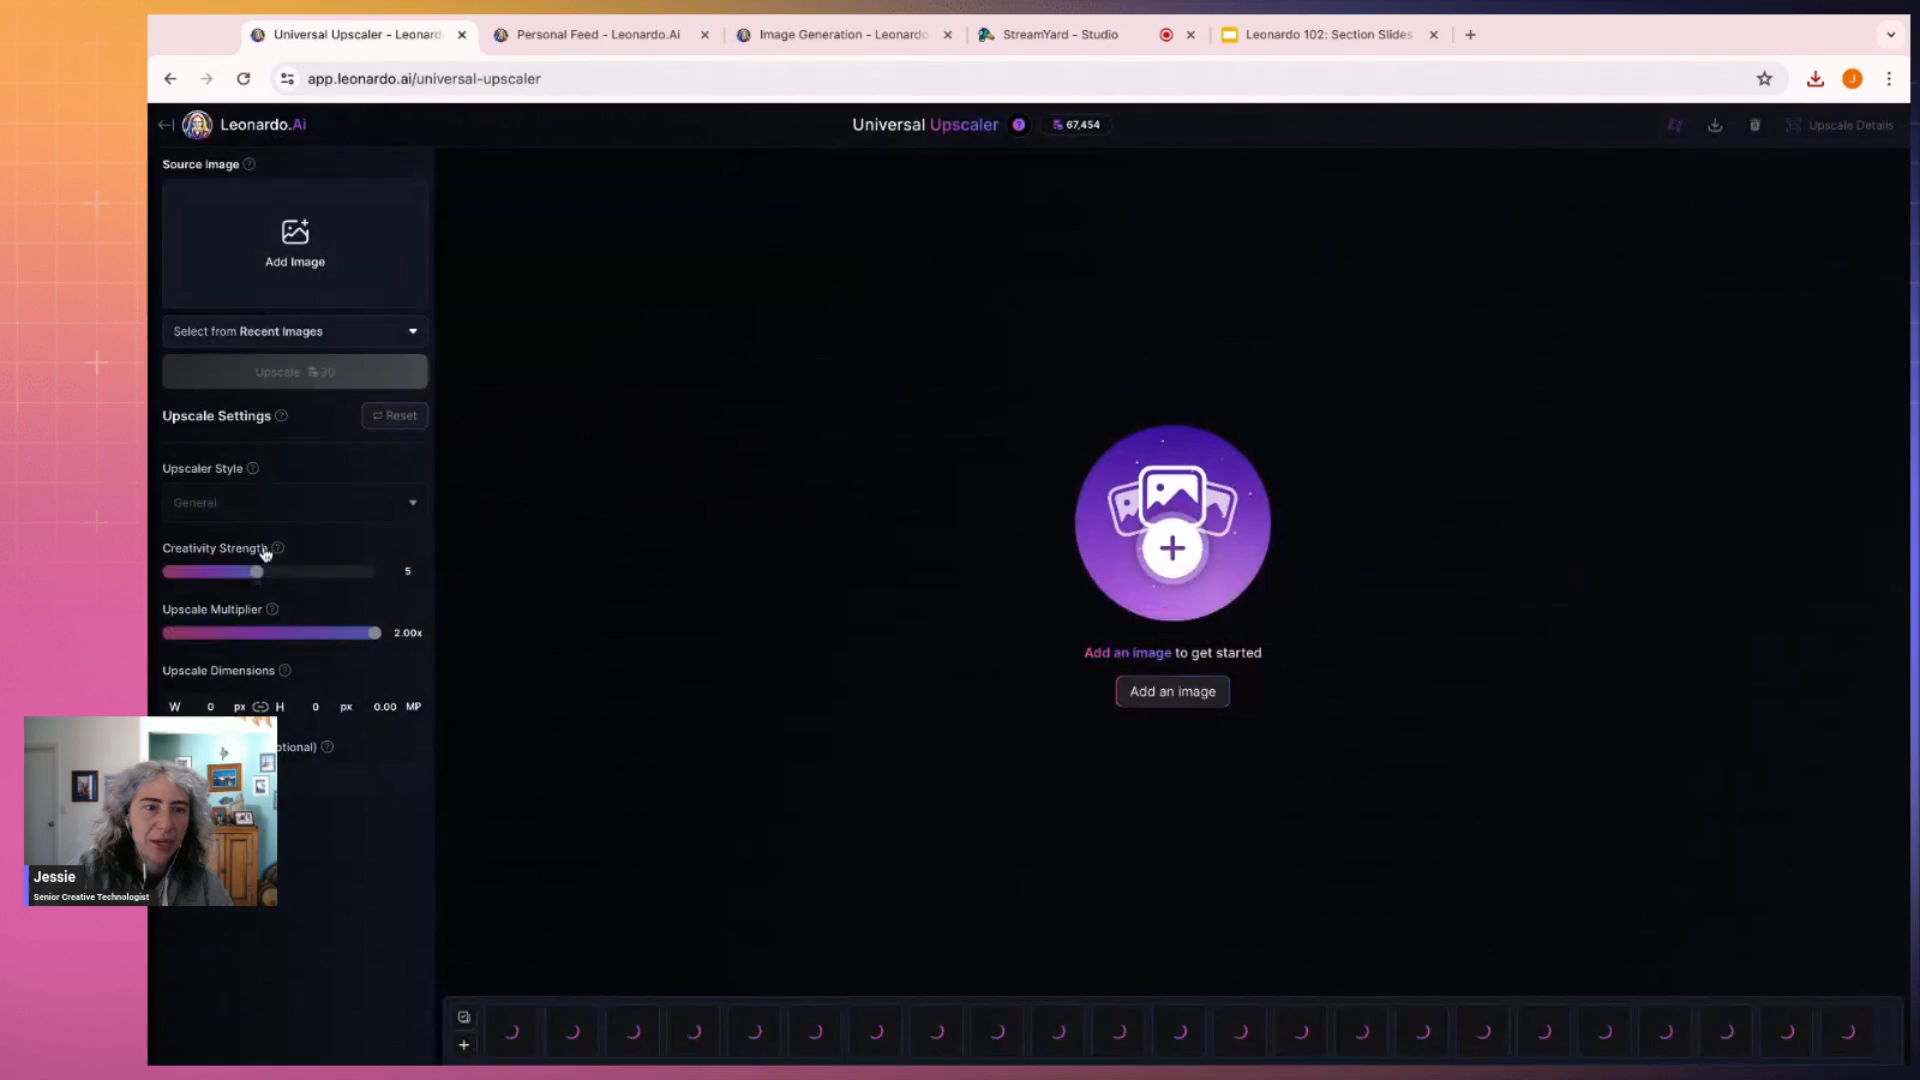 Universal Upscaler - Leonard
Personal Feed - Leonardo.Ai
Image Generation - Leonardo
StreamYard - Studio
Leonardo 102: Section Slides
app.leonardo.ai/universal-upscaler
J
Leonardo.Ai
Universal Upscaler
67,454
Upscale Details
Source Image
Add Image
Select from Recent Images
Upscale 30
Upscale Settings
Reset
Upscaler Style
General
Creativity Strength
5
Upscale Multiplier
2.00x
Upscale Dimensions
W 0 px H 0 px 0.00 MP
ptional)
Add an image to get started
Add an image
Jessie
Senior Creative Technologist